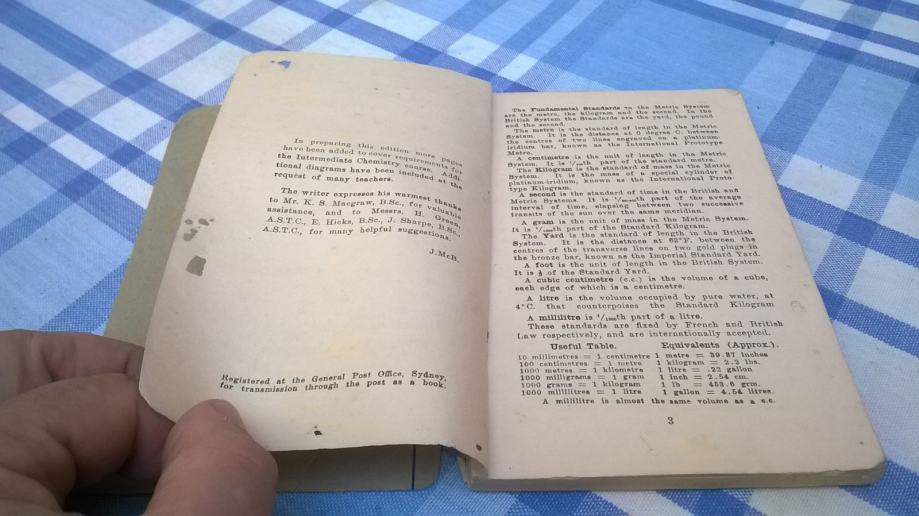 In preparing this edition more pages
have been added to cover requirements for
the Intermediate Chemistry course. Addi-
tional diagrams have been included at the
request of many teachers.
The writer expresses his warmest thanks
to Mr. K. S. Macgraw, B.Sc., for valuable
assistance, and to Messrs. H. Green,
A.S.T.C., E. Hicks, B.Sc., J. Sharpe, B.Sc.,
A.S.T.C., for many helpful suggestions.
J.McB.
Registered at the General Post Office, Sydney,
for transmission through the post as a book.
The Fundamental Standards in the Metric System
are the metre, the kilogram and the second. In the
British System the Standards are the yard, the pound
and the second.
The metre is the standard of length in the Metric
System. It is the distance at 0 degree C. between
the centres of two lines engraved on a platinum-
iridium bar, known as the International Prototype
Metre.
A centimetre is the unit of length in the Metric
System. It is 1/100th part of the standard metre.
The Kilogram is the standard of mass in the Metric
System. It is the mass of a special cylinder of
platinum-iridium, known as the International Proto-
type Kilogram.
A second is the standard of time in the British and
Metric Systems. It is part of the average
interval of time, elapsing between two successive
transits of the sun over the same meridian.
A gram is the unit of mass in the Metric System.
It is 1/1000th part of the Standard Kilogram.
The Yard is the standard of length in the British
System. It is the distance at 62°F. between the
centres of the transverse lines on two gold plugs in
the bronze bar, known as the Imperial Standard Yard.
A foot is the unit of length in the British System.
It is ⅓ of the Standard Yard.
A cubic centimetre (c.c.) is the volume of a cube,
each edge of which is a centimetre.
A litre is the volume occupied by pure water, at
4°C. that counterpoises the Standard Kilogram
A millilitre is 1/1000th part of a litre.
These standards are fixed by French and British
Law respectively, and are internationally accepted.
Useful Table. Equivalents (Approx.).
10 millimetres = 1 centimetre 1 metre = 39.37 inches
100 centimetres = 1 metre 1 kilogram = 2.2 lbs.
1000 metres = 1 kilometre 1 litre = .22 gallon
1000 milligrams = 1 gram 1 inch = 2.54 cm.
1000 grams = 1 kilogram 1 lb = 453.6 grm.
1000 millilitres = 1 litre 1 gallon = 4.54 litres.
A millilitre is almost the same volume as a c.c.
3